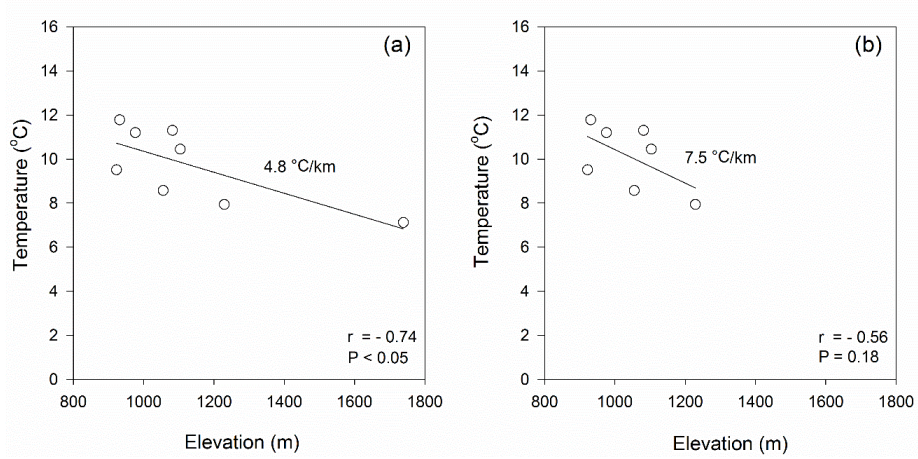 (a)
Temperature (°C)
16
14
12
10
8
6
4
2
0
4.8 °C/km
r = - 0.74
P < 0.05
800 1000 1200 1400 1600 1800
Elevation (m)
(b)
Temperature (°C)
16
14
12
10
8
6
4
2
0
7.5 °C/km
r = - 0.56
P = 0.18
800 1000 1200 1400 1600 1800
Elevation (m)